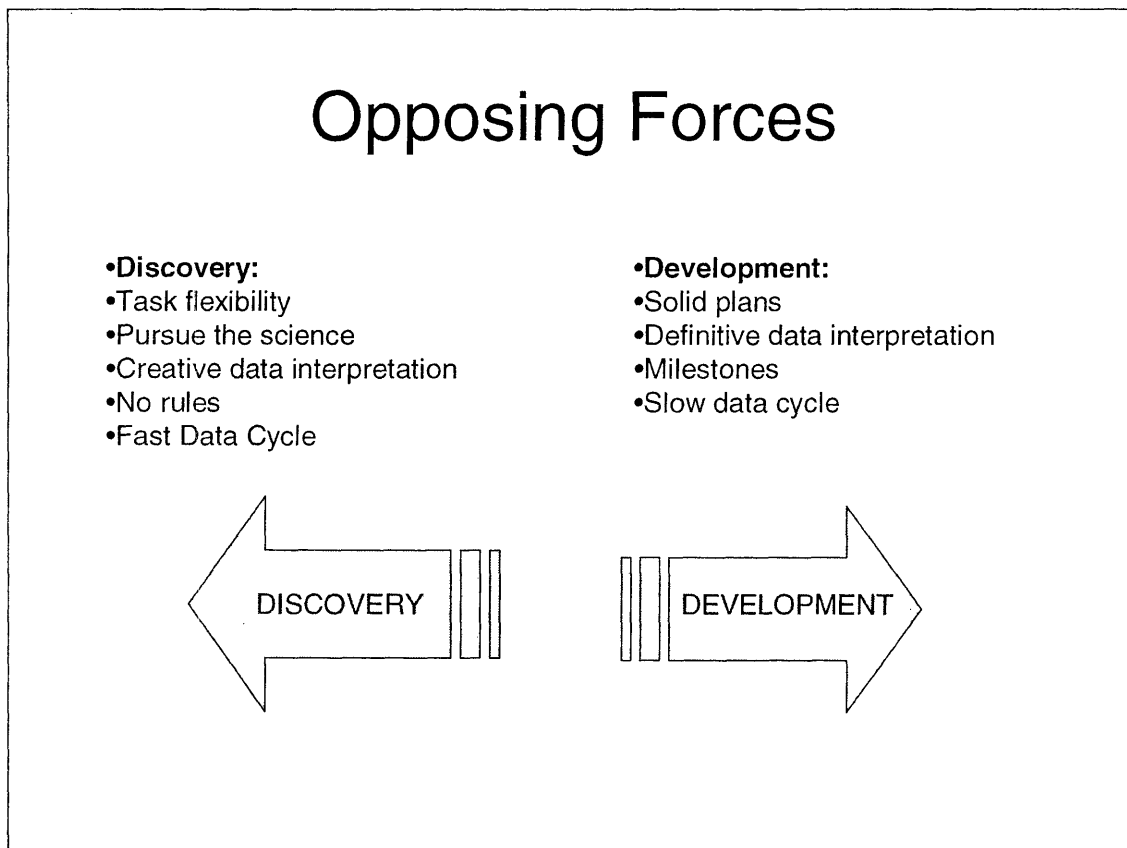 Opposing Forces
•Discovery:
•Task flexibility
•Pursue the science
•Creative data interpretation
•No rules
•Fast Data Cycle
•Development:
•Solid plans
•Definitive data interpretation
•Milestones
•Slow data cycle
DISCOVERY
DEVELOPMENT